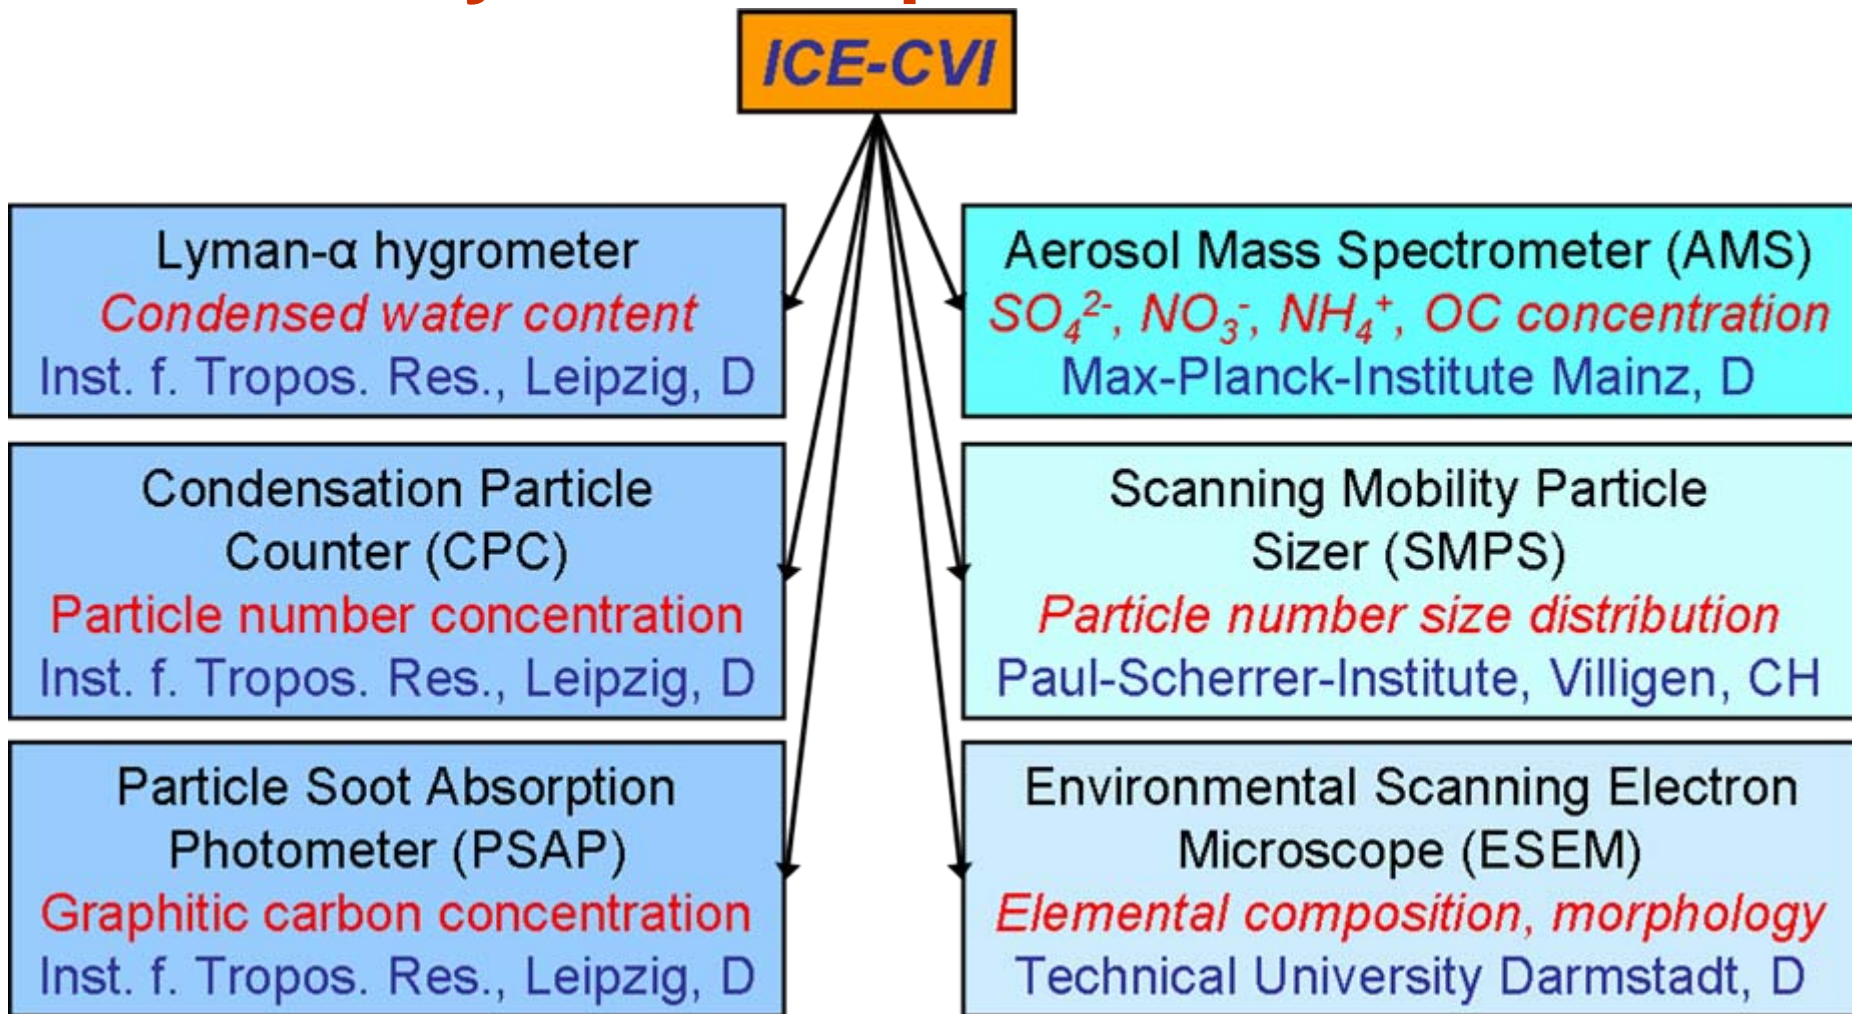 ICE-CVI
Lyman-α hygrometer
Condensed water content
Inst. f. Tropos. Res., Leipzig, D
Condensation Particle
Counter (CPC)
Particle number concentration
Inst. f. Tropos. Res., Leipzig, D
Particle Soot Absorption
Photometer (PSAP)
Graphitic carbon concentration
Inst. f. Tropos. Res., Leipzig, D
Aerosol Mass Spectrometer (AMS)
SO₄²⁻, NO₃⁻, NH₄⁺, OC concentration
Max-Planck-Institute Mainz, D
Scanning Mobility Particle
Sizer (SMPS)
Particle number size distribution
Paul-Scherrer-Institute, Villigen, CH
Environmental Scanning Electron
Microscope (ESEM)
Elemental composition, morphology
Technical University Darmstadt, D